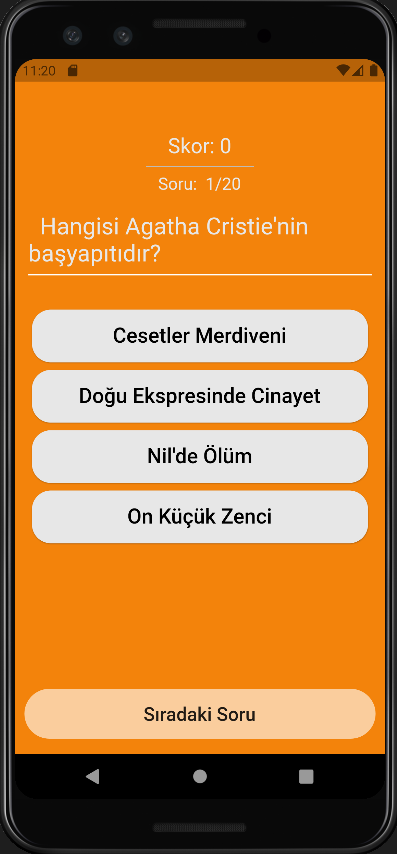 11:20
Skor: 0
Soru: 1/20
Hangisi Agatha Cristie'nin
başyapıtıdır?
Cesetler Merdiveni
Doğu Ekspresinde Cinayet
Nil'de Ölüm
On Küçük Zenci
Sıradaki Soru